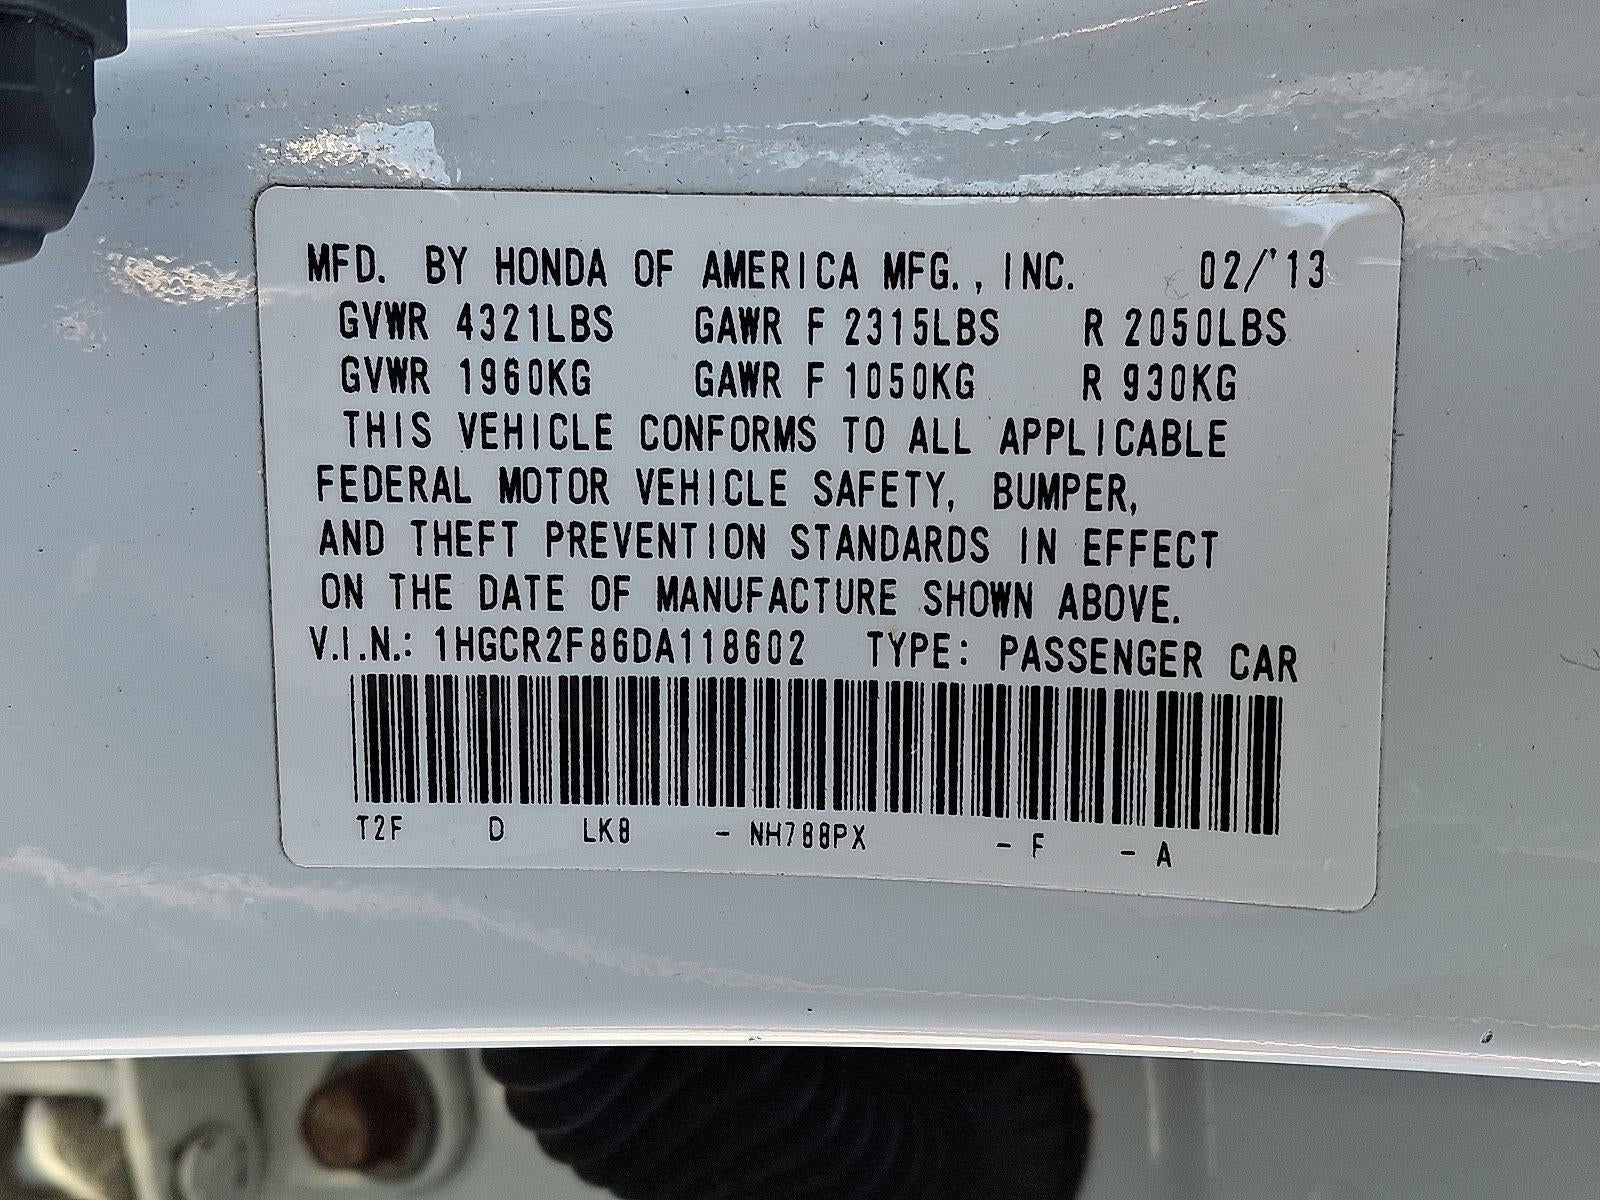 MFD. BY HONDA OF AMERICA MFG., INC. 02/'13
GVWR 4321LBS GAWR F 2315LBS R 2050LBS
GVWR 1960KG GAWR F 1050KG R 930KG
THIS VEHICLE CONFORMS TO ALL APPLICABLE
FEDERAL MOTOR VEHICLE SAFETY, BUMPER,
AND THEFT PREVENTION STANDARDS IN EFFECT
ON THE DATE OF MANUFACTURE SHOWN ABOVE.
V.I.N.: 1HGCR2F86DA118602 TYPE: PASSENGER CAR
T2F D LK8 - NH788PX - F - A